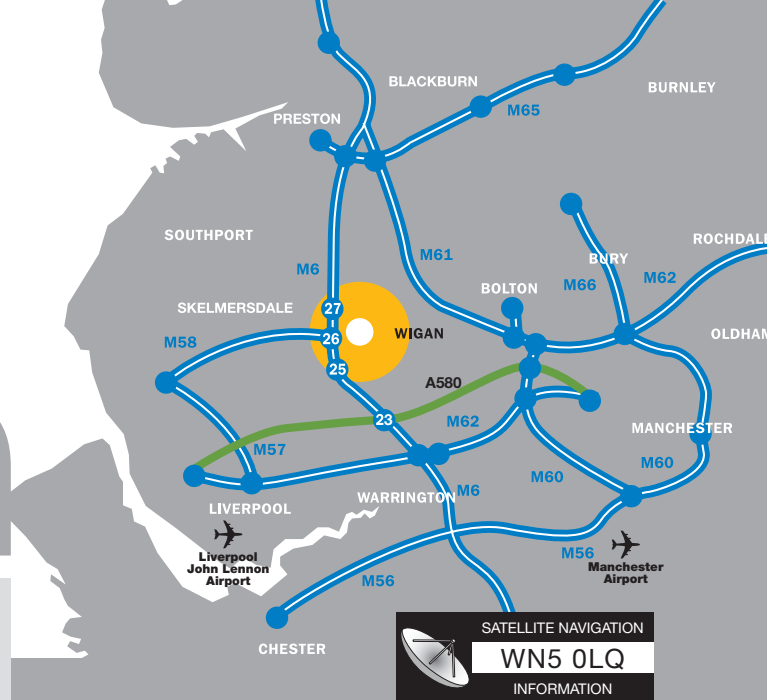 BLACKBURN
BURNLEY
M65
PRESTON
SOUTHPORT
ROCHDAL
BURY
M61
M6
M66
M62
BOLTON
SKELMERSDALE
27
WIGAN
OLDHAM
M58
26
25
A580
23
M62
MANCHESTER
M57
M60
M60
M6
WARRINGTON
LIVERPOOL
M56
Liverpool
John Lennon
Airport
Manchester
Airport
M56
CHESTER
SATELLITE NAVIGATION
WN5 0LQ
INFORMATION